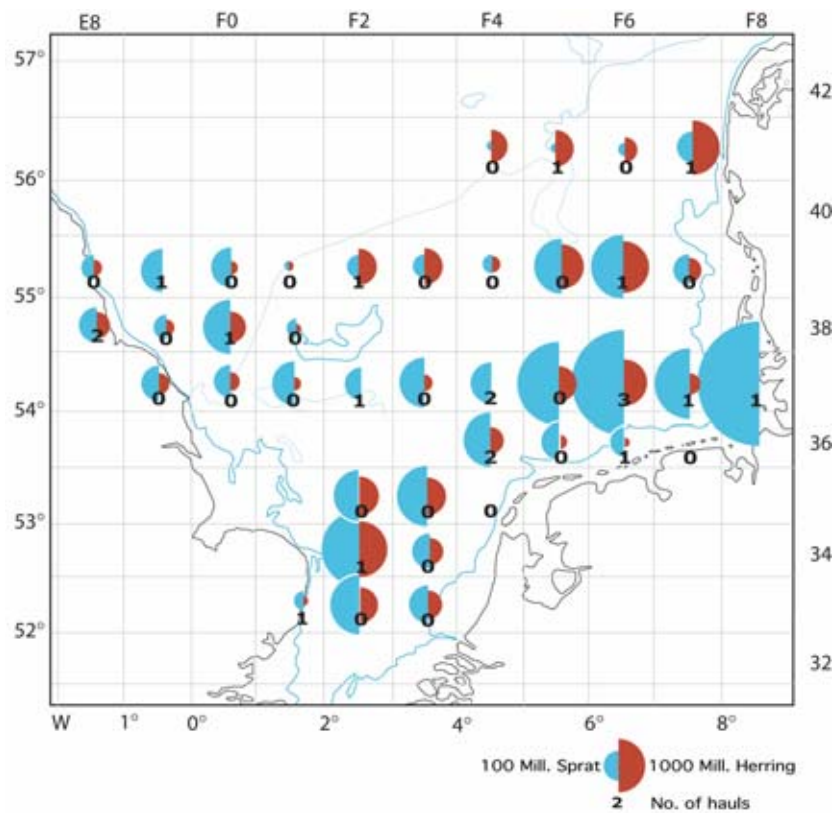 E8 F0 F2 F4 F6 F8
57°
42
0 1 0 1
56°
40
0 1 0 0 1 0 0 0 1 0
55°
2 0 1 0
38
0 0 0 1 0 2 0 3 1 1
54°
2 0 1 0
36
0 0 0
53°
1 0
34
1 0 0
52°
32
W 1° 0° 2° 4° 6° 8°
100 Mill. Sprat 1000 Mill. Herring
2 No. of hauls